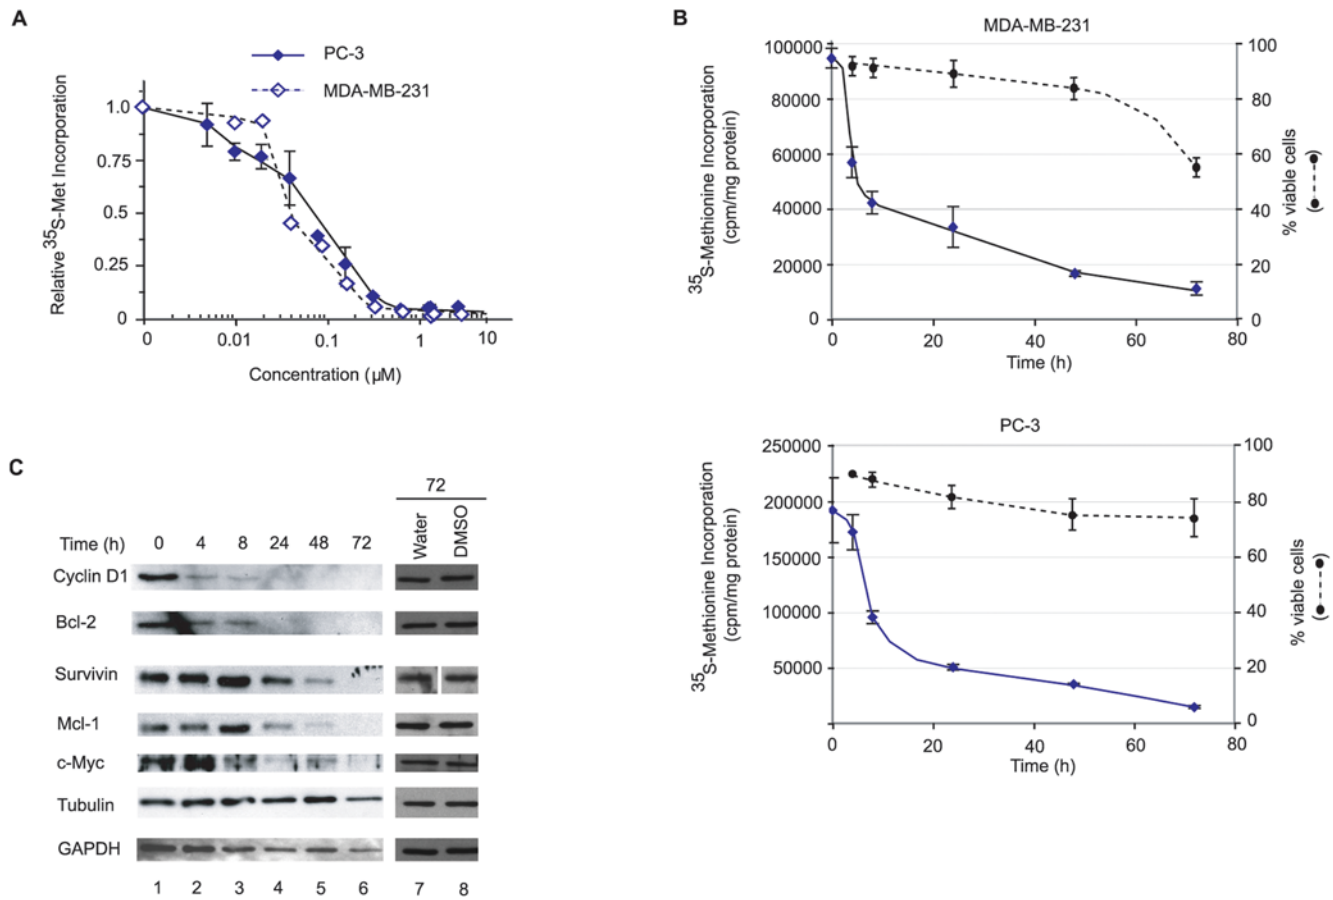 A
PC-3
MDA-MB-231
Relative 35S-Met Incorporation
1.0
0.75
0.5
0.25
0
0 0.01 0.1 1 10
Concentration (µM)
B
MDA-MB-231
35S-Methionine Incorporation
(cpm/mg protein)
100000
80000
60000
40000
20000
0
100
80
60
40
20
0
% viable cells
( )
0 20 40 60 80
Time (h)
PC-3
35S-Methionine Incorporation
(cpm/mg protein)
250000
200000
150000
100000
50000
100
80
60
40
20
0
% viable cells
( )
0 20 40 60 80
Time (h)
C
72
Time (h) 0 4 8 24 48 72 Water DMSO
Cyclin D1
Bcl-2
Survivin
Mcl-1
c-Myc
Tubulin
GAPDH
1 2 3 4 5 6 7 8